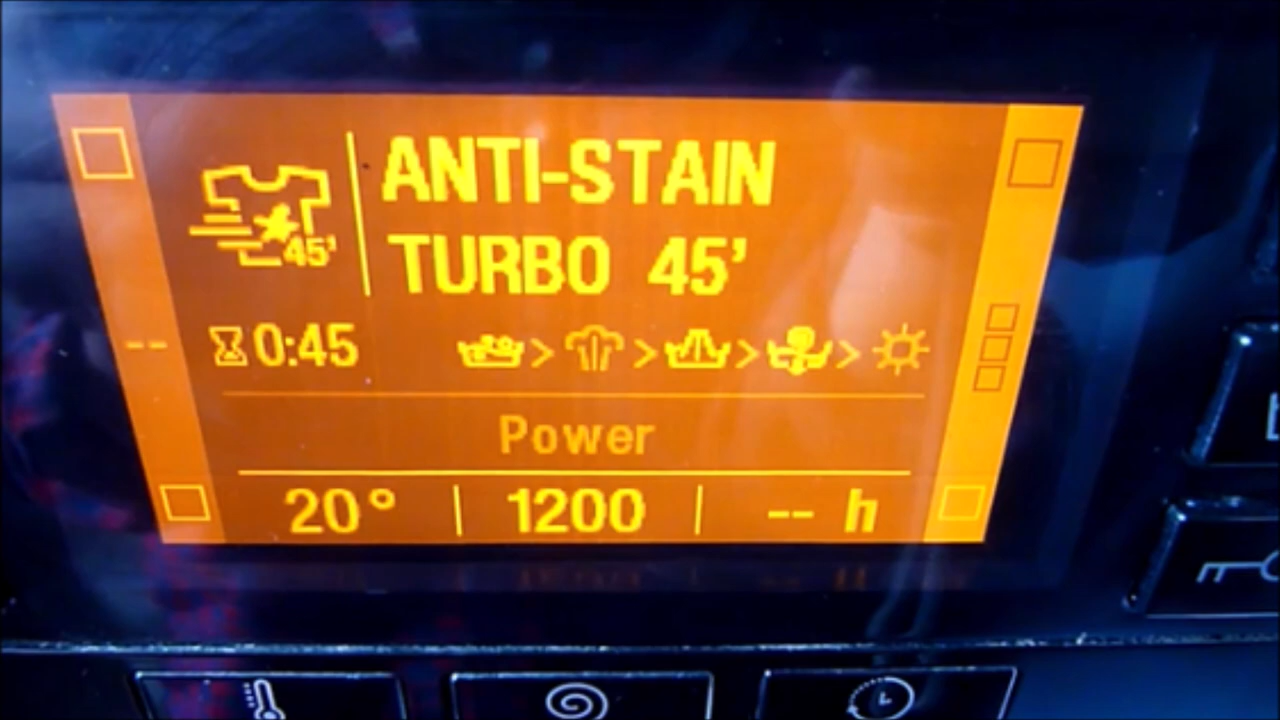 ANTI-STAIN
TURBO 45'
45'
0:45
Power
20° 1200 -- h